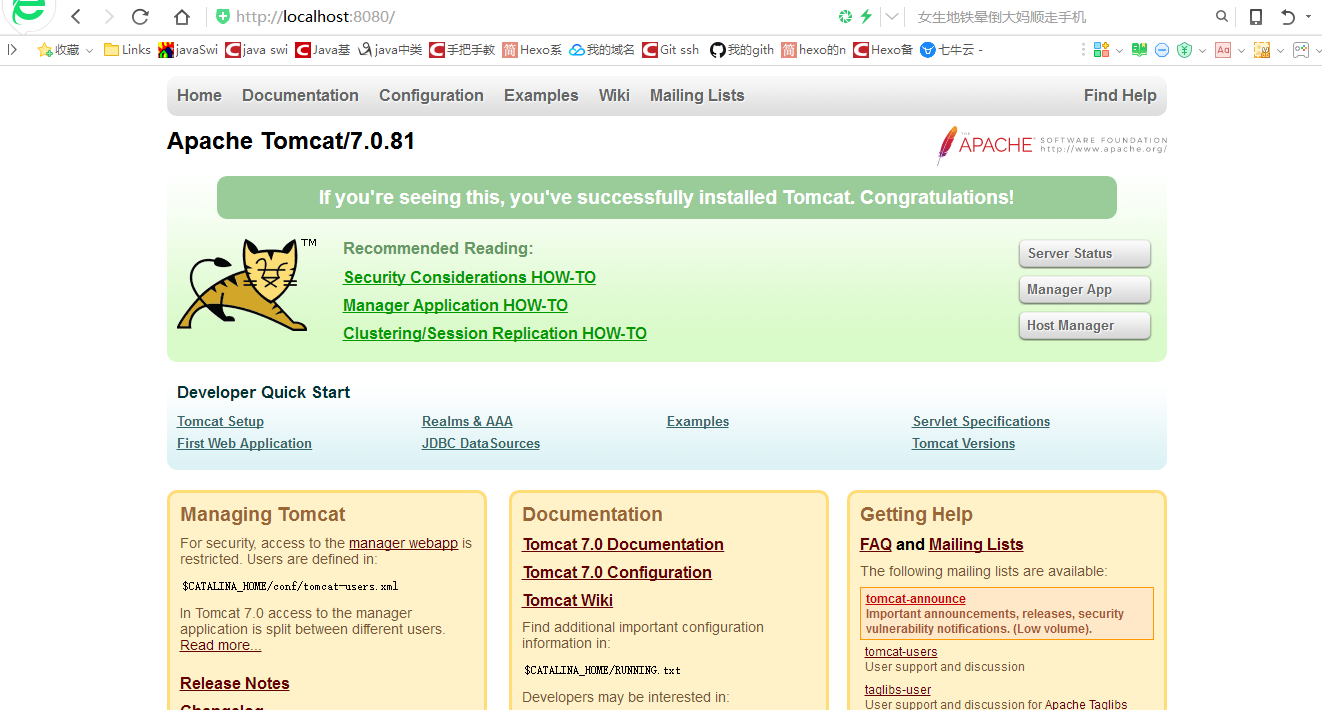 http://localhost:8080/
女生地铁晕倒大妈顺走手机
收藏 Links javaSwi java swi Java基 java中类 手把手教 简 Hexo系 我的域名 Git ssh 我的gith 简 hexo的n Hexo备 七牛云 -
Home Documentation Configuration Examples Wiki Mailing Lists Find Help
Apache Tomcat/7.0.81
THE APACHE SOFTWARE FOUNDATION
http://www.apache.org/
If you're seeing this, you've successfully installed Tomcat. Congratulations!
TM
Recommended Reading:
Security Considerations HOW-TO
Manager Application HOW-TO
Clustering/Session Replication HOW-TO
Server Status
Manager App
Host Manager
Developer Quick Start
Tomcat Setup
First Web Application
Realms & AAA
JDBC DataSources
Examples
Servlet Specifications
Tomcat Versions
Managing Tomcat
For security, access to the manager webapp is
restricted. Users are defined in:
$CATALINA_HOME/conf/tomcat-users.xml
In Tomcat 7.0 access to the manager
application is split between different users.
Read more...
Release Notes
Changelog
Documentation
Tomcat 7.0 Documentation
Tomcat 7.0 Configuration
Tomcat Wiki
Find additional important configuration
information in:
$CATALINA_HOME/RUNNING.txt
Developers may be interested in:
Getting Help
FAQ and Mailing Lists
The following mailing lists are available:
tomcat-announce
Important announcements, releases, security
vulnerability notifications. (Low volume).
tomcat-users
User support and discussion
taglibs-user
User support and discussion for Apache Taglibs